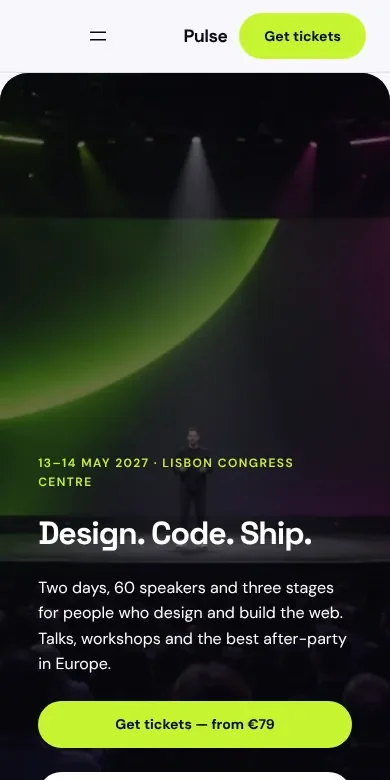 Pulse
Get tickets
13–14 MAY 2027 · LISBON CONGRESS
CENTRE
Design. Code. Ship.
Two days, 60 speakers and three stages
for people who design and build the web.
Talks, workshops and the best after-party
in Europe.
Get tickets — from €79